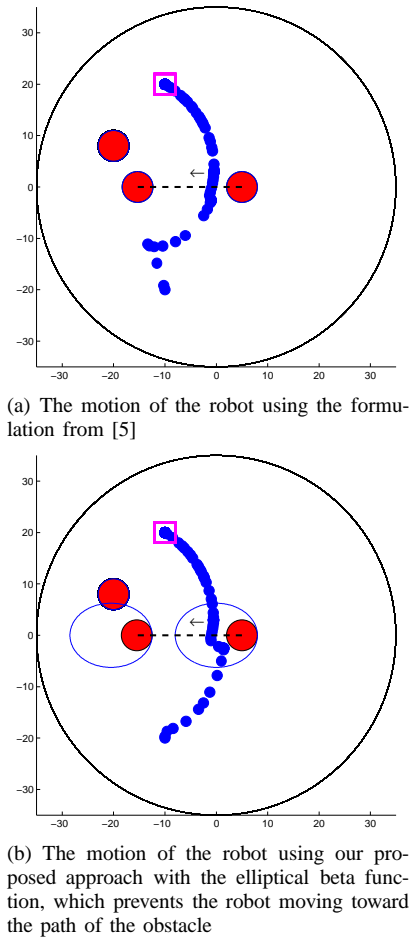 30
20
10
0
−10
−20
−30
←
−30 −20 −10 0 10 20 30
(a) The motion of the robot using the formu-
lation from [5]
30
20
10
0
−10
−20
−30
←
−30 −20 −10 0 10 20 30
(b) The motion of the robot using our pro-
posed approach with the elliptical beta func-
tion, which prevents the robot moving toward
the path of the obstacle